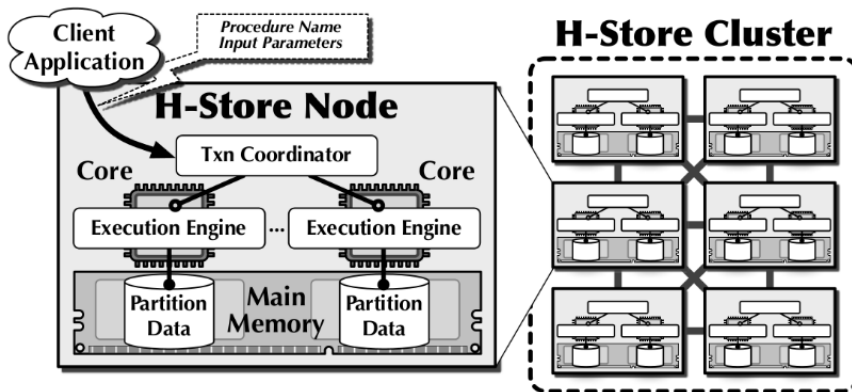 Client
Application
Procedure Name
Input Parameters
H-Store Cluster
H-Store Node
Txn Coordinator
Core
Core
Execution Engine
...
Execution Engine
Partition
Data
Main
Memory
Partition
Data